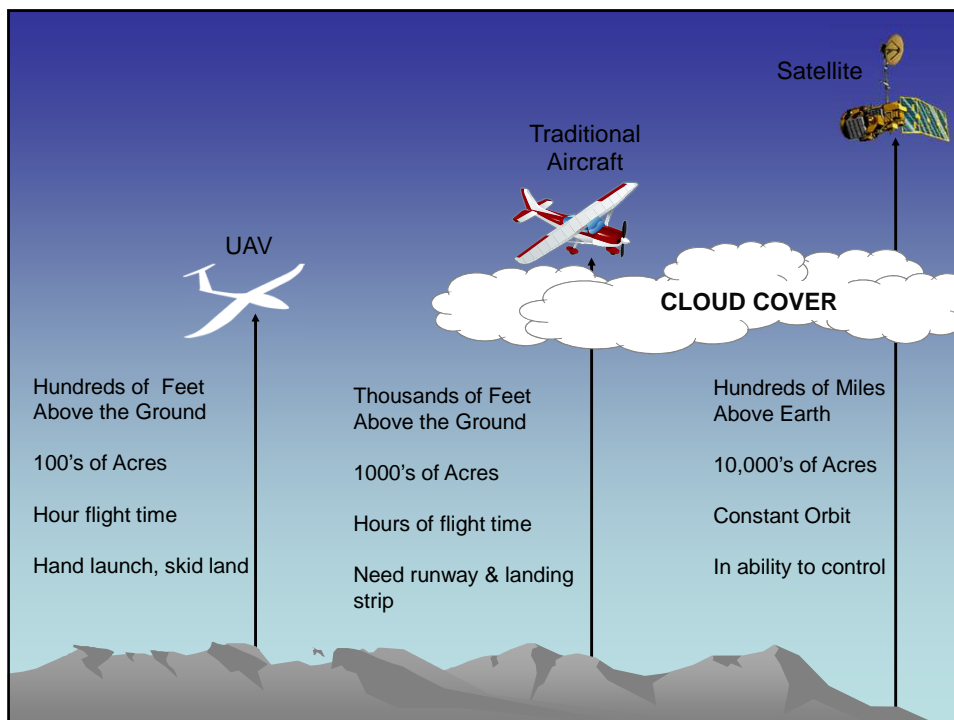 Satellite
Traditional
Aircraft
UAV
CLOUD COVER
Hundreds of  Feet
Above the Ground
100's of Acres
Hour flight time
Hand launch, skid land
Thousands of Feet
Above the Ground
1000's of Acres
Hours of flight time
Need runway & landing
strip
Hundreds of Miles
Above Earth
10,000's of Acres
Constant Orbit
In ability to control